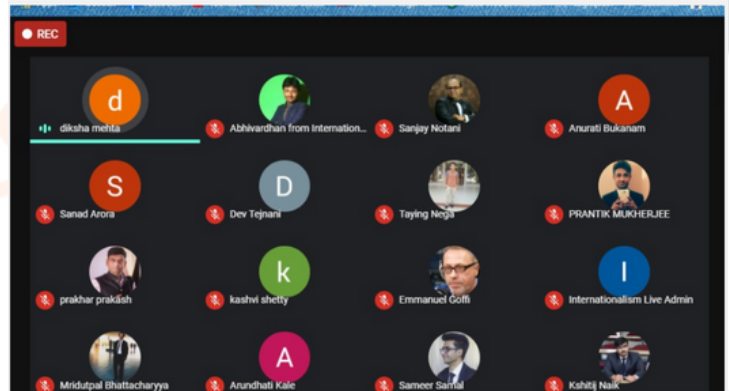 REC
d
diksha mehta
Abhivardhan from Internation...
Sanjay Notani
A
Anurati Bukanam
S
Sanad Arora
D
Dev Tejnani
Taying Nega
PRANTIK MUKHERJEE
prakhar prakash
k
kashvi shetty
Emmanuel Goffi
I
Internationalism Live Admin
Mridutpal Bhattacharyya
A
Arundhati Kale
Sameer Samal
Kshitij Naik